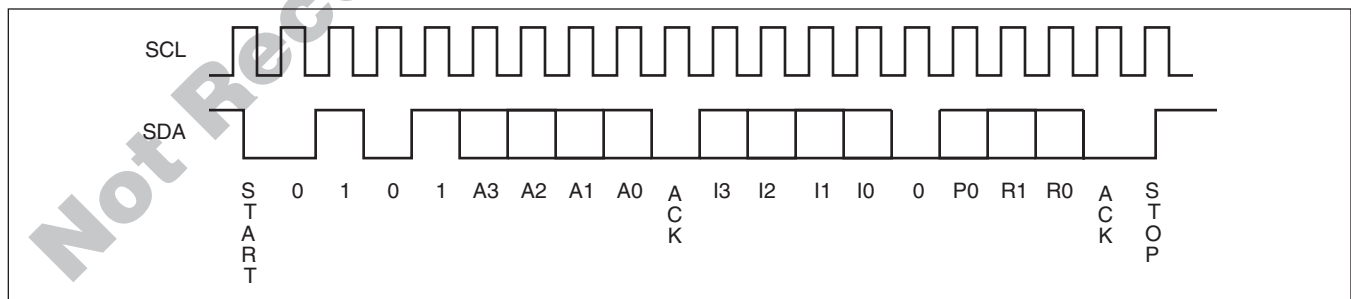 Not Rec
SCL
SDA
START 0 1 0 1 A3 A2 A1 A0 ACK I3 I2 I1 I0 0 P0 R1 R0 ACK STOP